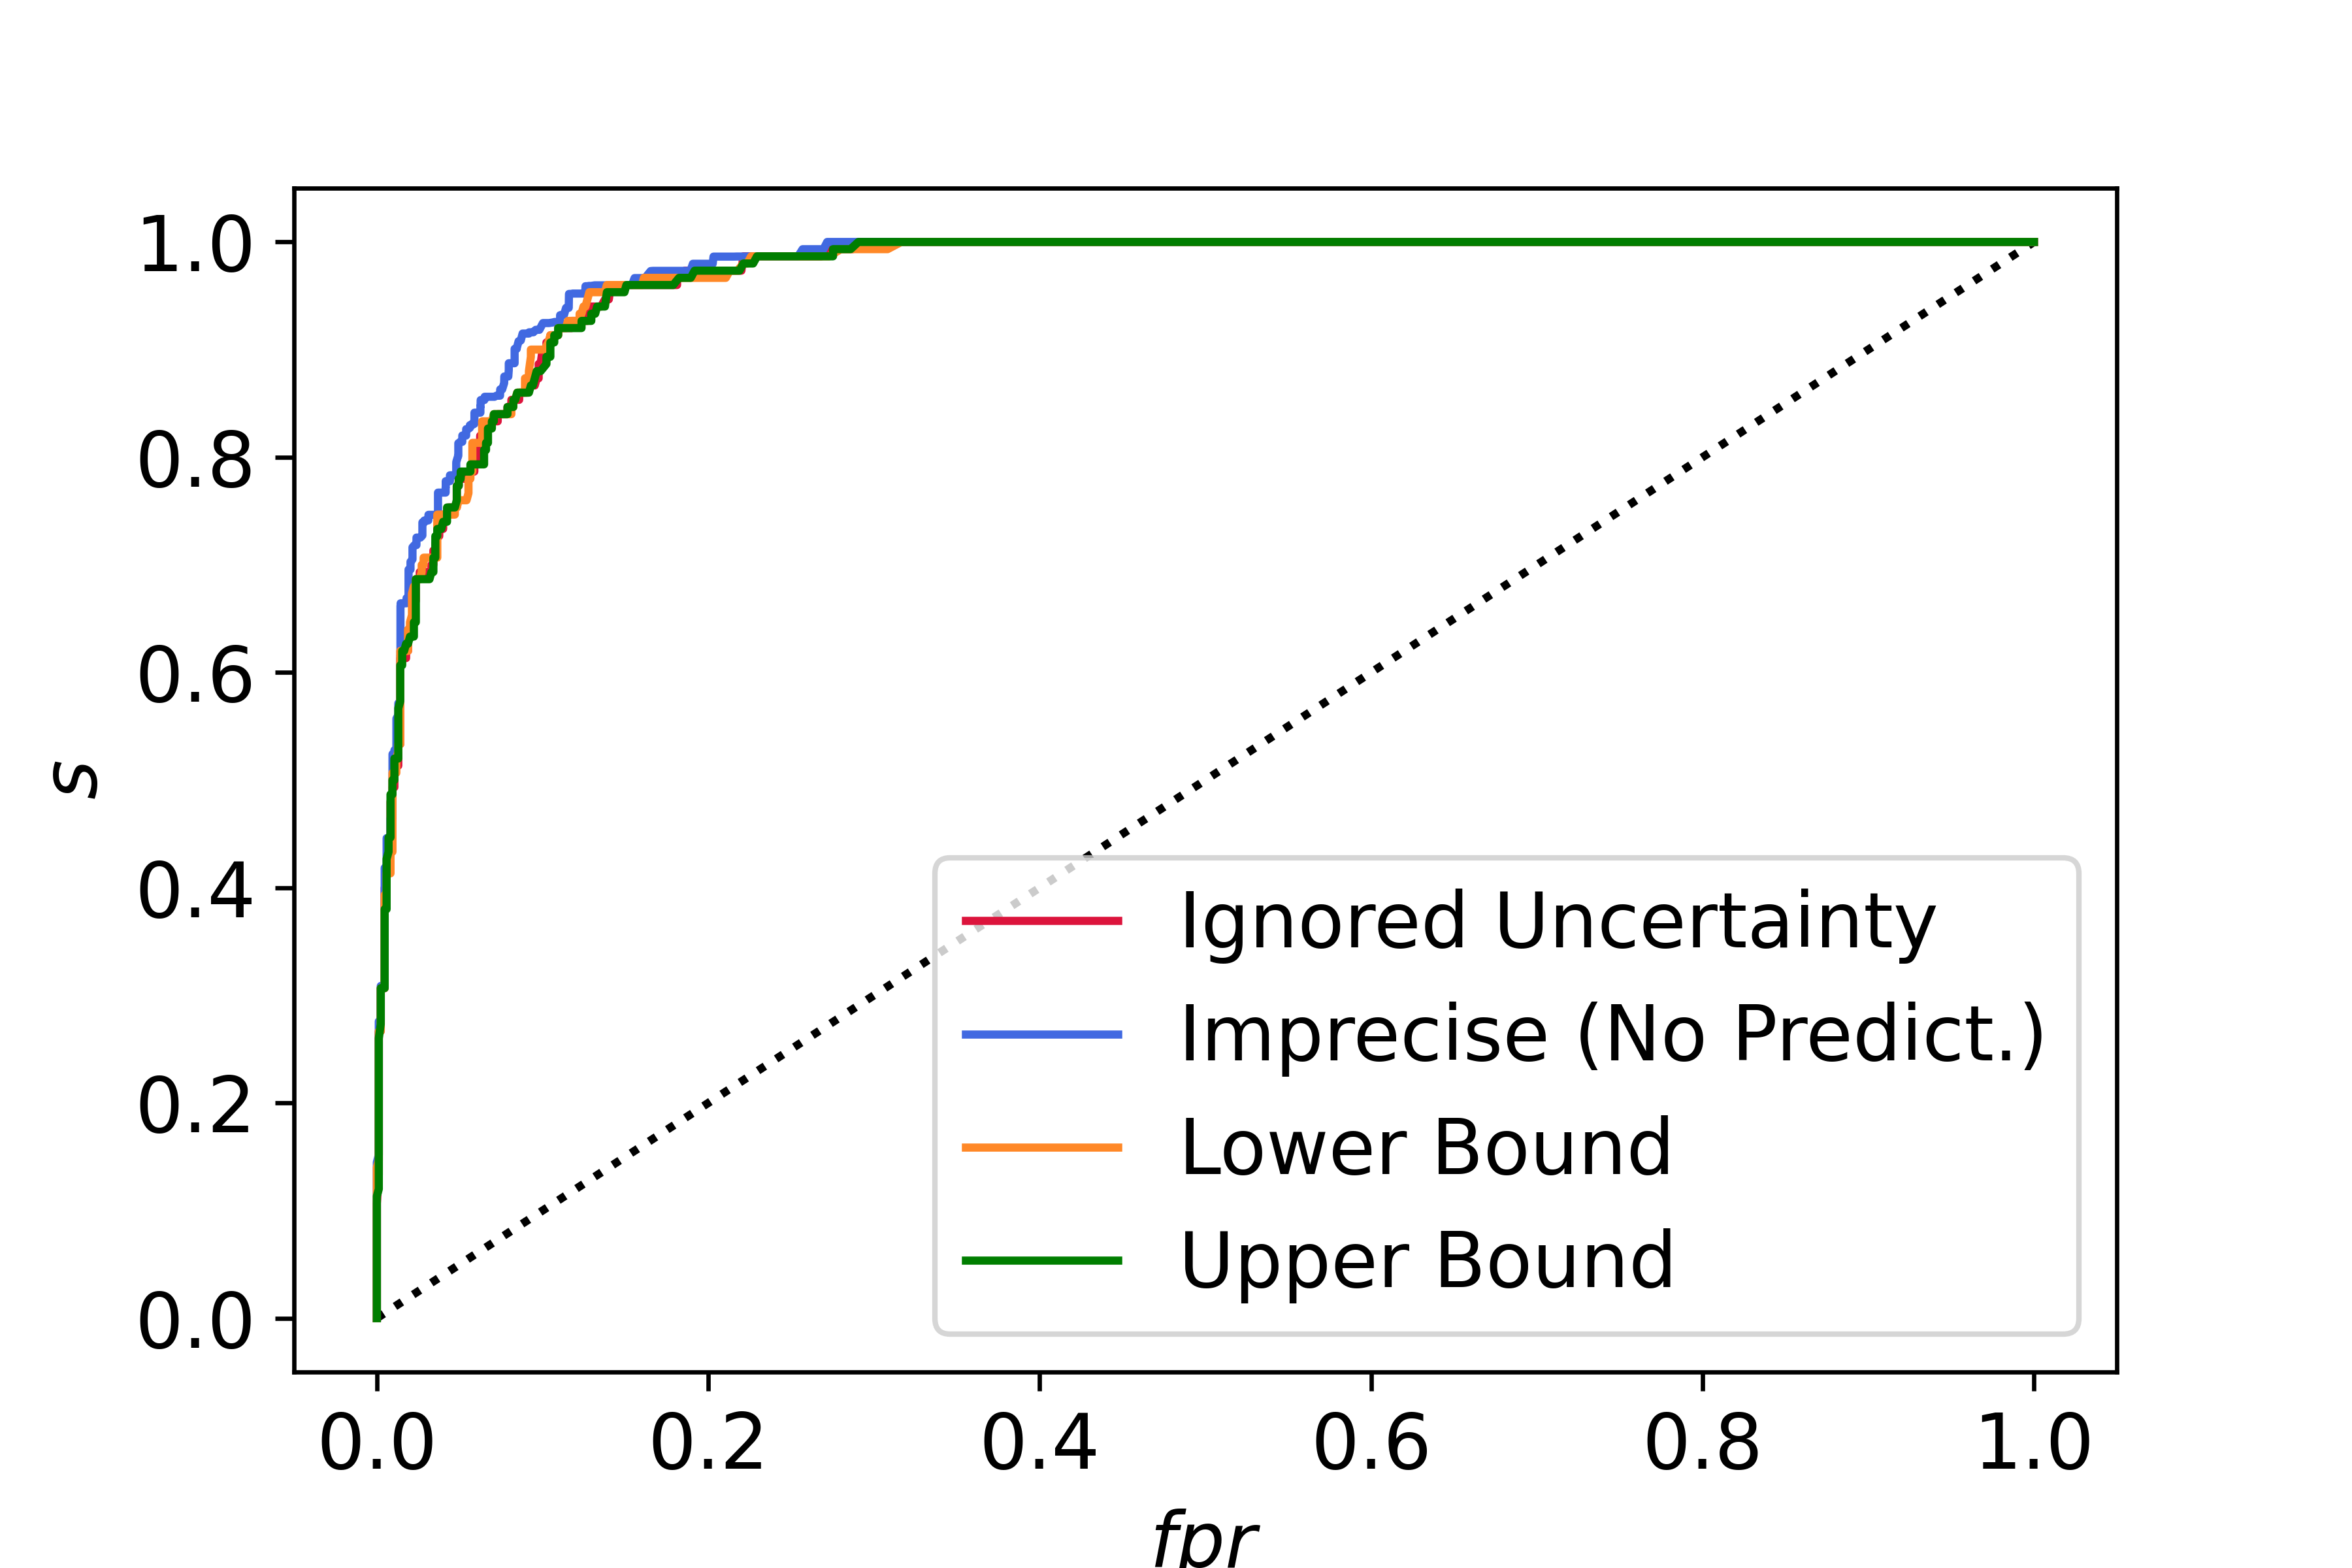 1.0
0.8
0.6
0.4
0.2
0.0
s
Ignored Uncertainty
Imprecise (No Predict.)
Lower Bound
Upper Bound
0.0 0.2 0.4 0.6 0.8 1.0
fpr